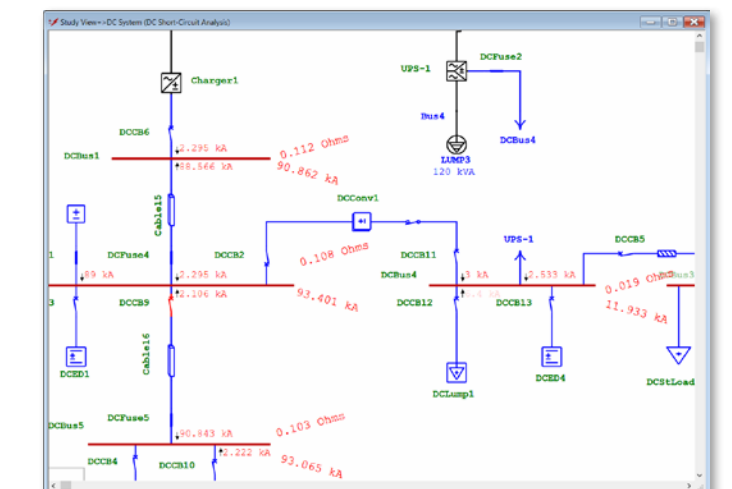 Study View=>DC System (DC Short-Circuit Analysis)
DCFuse2
UPS-1
Charger1
Bus4
DCCB6
DCBus4
2.295 kA
0.112 Ohms
DCBus1
LUMP3
88.566 kA
90.862 kA
120 kVA
DCConv1
Cable15
UPS-1
DCCB5
0.108 Ohms
DCFuse4
DCCB2
DCCB11
1
89 kA
2.295 kA
DCBus4
3 kA
2.533 kA
0.019 Ohms
Bus3
3
DCCB9
2.106 kA
93.401 kA
DCCB12
DCCB13
11.933 kA
Cable16
DCED1
DCED4
DCStLoad
DCLump1
DCFuse5
DCBus5
0.103 Ohms
90.843 kA
DCCB4
DCCB10
2.222 kA
93.065 kA